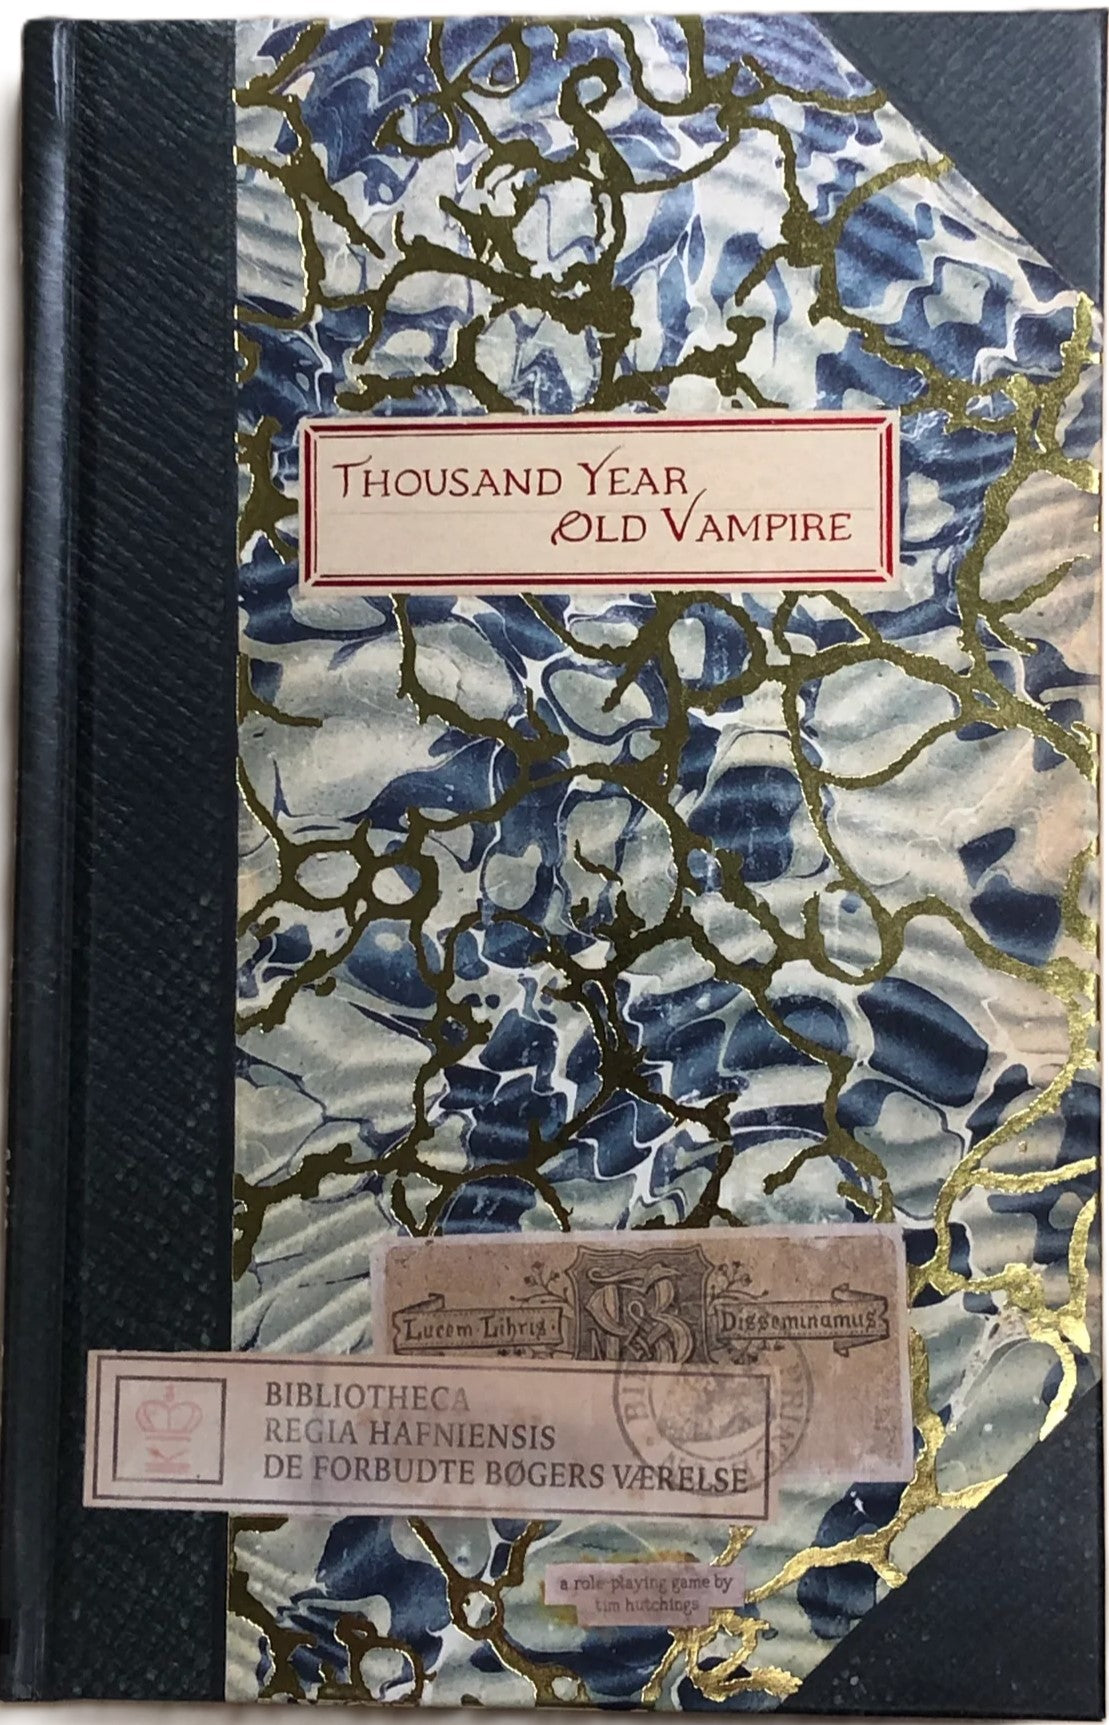 THOUSAND YEAR
OLD VAMPIRE
Lucem Libris
Disseminamus
BIBLIOTHECA
REGIA HAFNIENSIS
DE FORBUDTE BØGERS VÆRELSE
a role-playing game by
tim hutchings